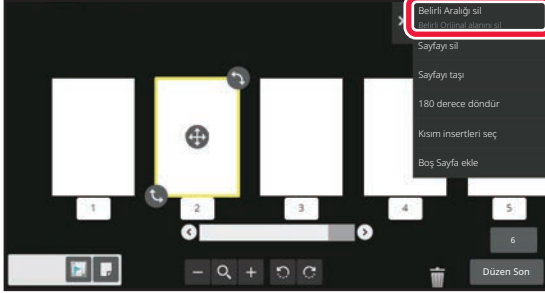 Belirli Aralığı sil
Belirli Orijinal alanını sil
Sayfayı sil
Sayfayı taşı
180 derece döndür
Kısım insertleri seç
Boş Sayfa ekle
1
2
3
4
5
6
Düzen Son